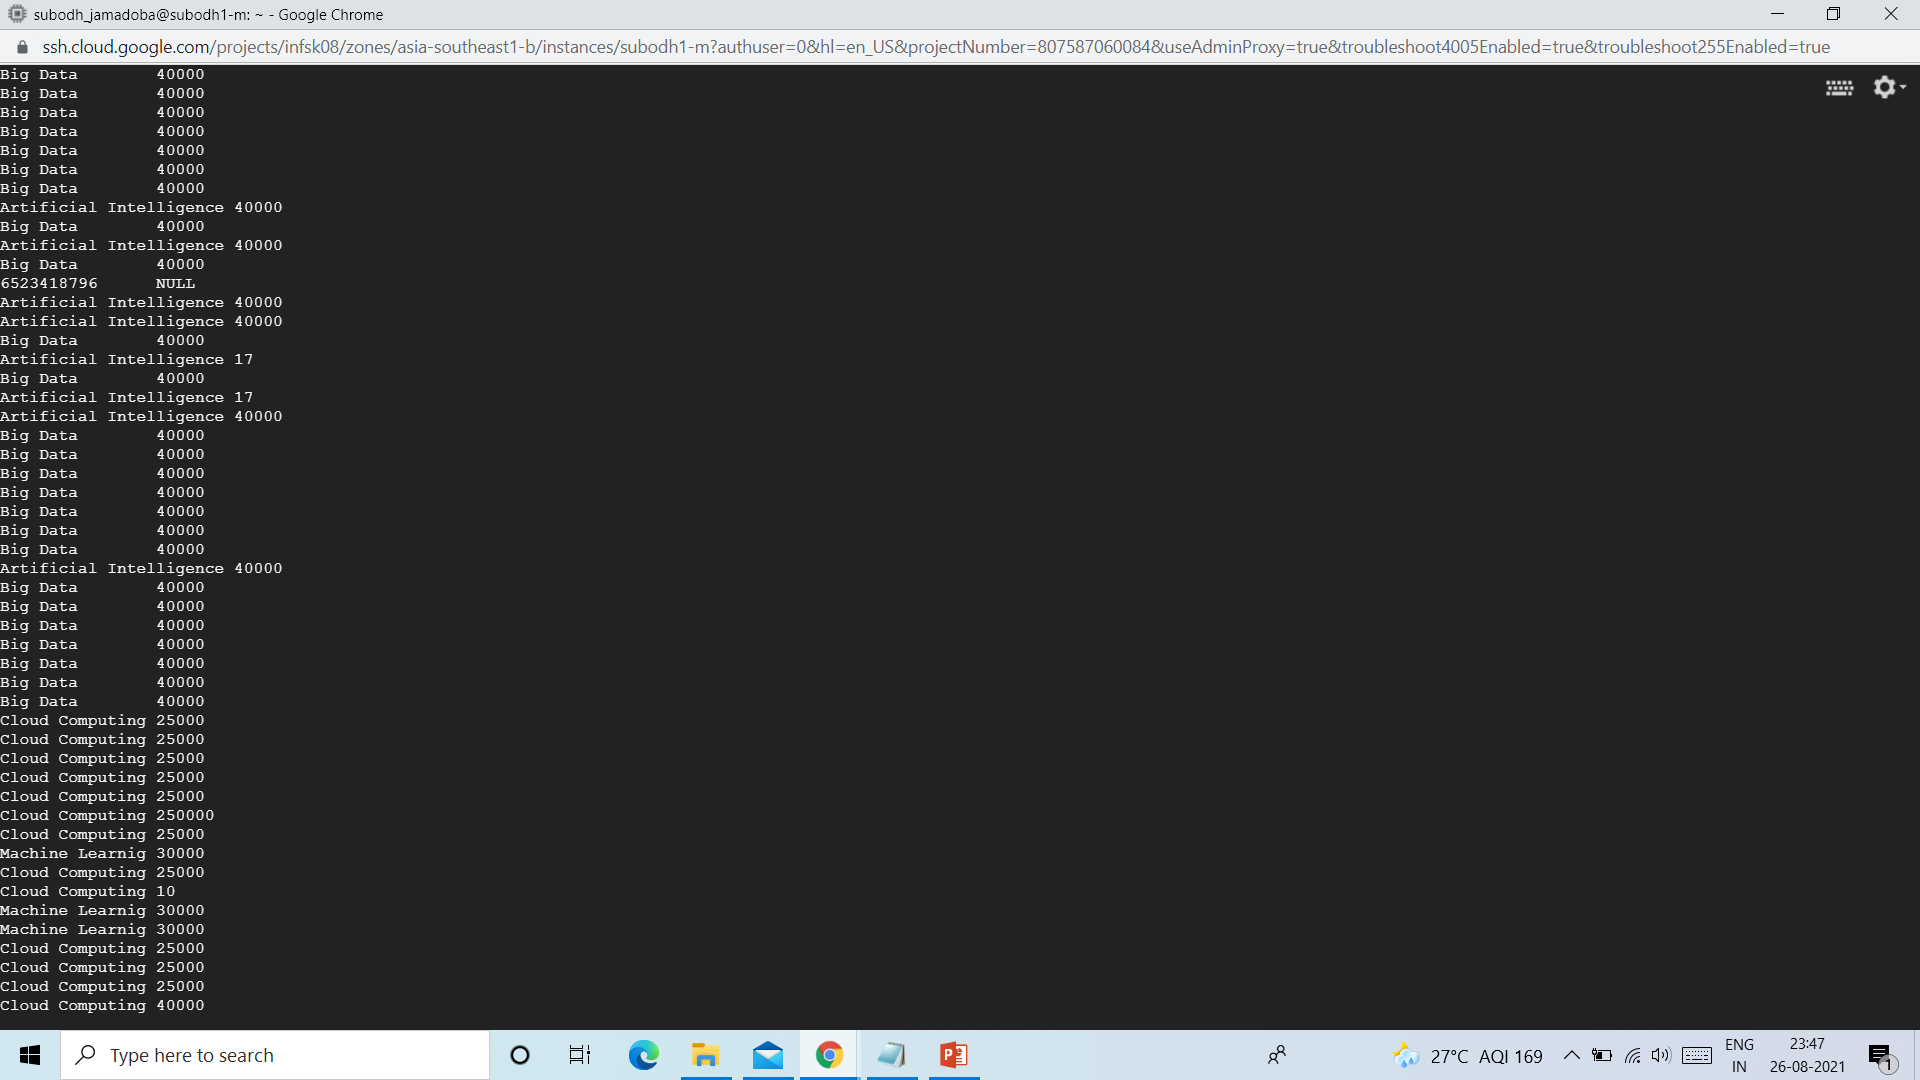 subodh_jamadoba@subodh1-m: ~ - Google Chrome
ssh.cloud.google.com/projects/infsk08/zones/asia-southeast1-b/instances/subodh1-m?authuser=0&hl=en_US&projectNumber=807587060084&useAdminProxy=true&troubleshoot4005Enabled=true&troubleshoot255Enabled=true
Big Data 40000
Big Data 40000
Big Data 40000
Big Data 40000
Big Data 40000
Big Data 40000
Big Data 40000
Artificial Intelligence 40000
Big Data 40000
Artificial Intelligence 40000
Big Data 40000
6523418796 NULL
Artificial Intelligence 40000
Artificial Intelligence 40000
Big Data 40000
Artificial Intelligence 17
Big Data 40000
Artificial Intelligence 17
Artificial Intelligence 40000
Big Data 40000
Big Data 40000
Big Data 40000
Big Data 40000
Big Data 40000
Big Data 40000
Big Data 40000
Artificial Intelligence 40000
Big Data 40000
Big Data 40000
Big Data 40000
Big Data 40000
Big Data 40000
Big Data 40000
Big Data 40000
Cloud Computing 25000
Cloud Computing 25000
Cloud Computing 25000
Cloud Computing 25000
Cloud Computing 25000
Cloud Computing 250000
Cloud Computing 25000
Machine Learnig 30000
Cloud Computing 25000
Cloud Computing 10
Machine Learnig 30000
Machine Learnig 30000
Cloud Computing 25000
Cloud Computing 25000
Cloud Computing 25000
Cloud Computing 40000
Type here to search
27°C AQI 169
ENG
IN
23:47
26-08-2021
1